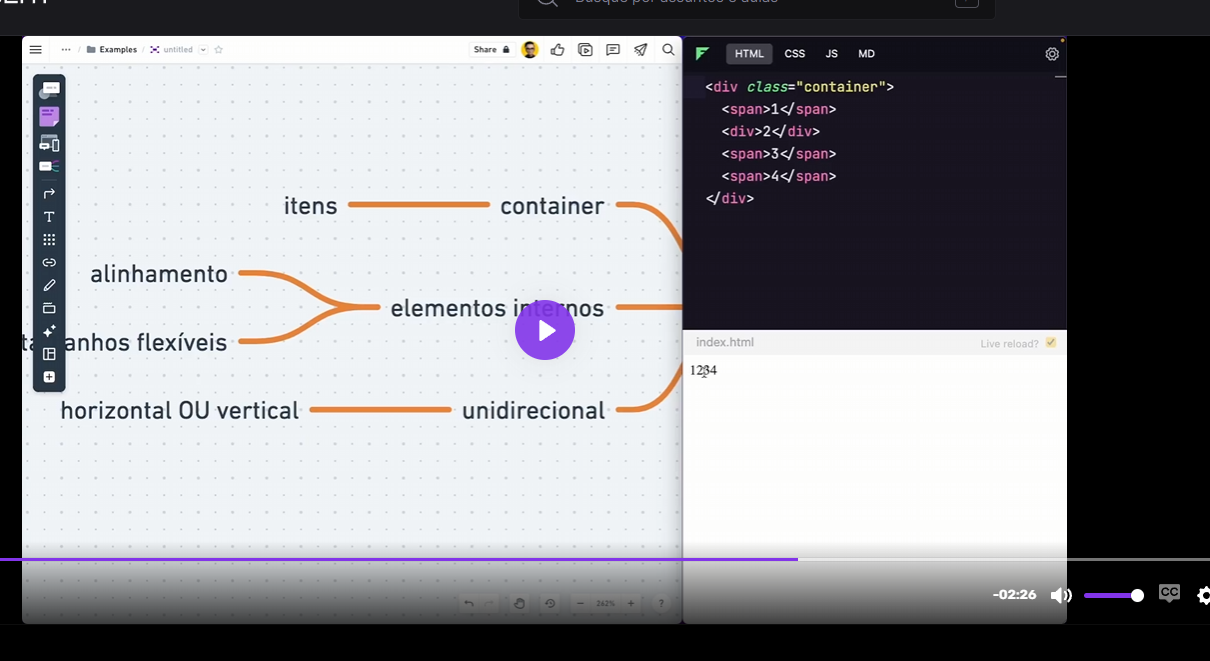 Busque por assuntos e aulas
··· / Examples / untitled
Share
itens
container
alinhamento
elementos internos
anhos flexíveis
horizontal OU vertical
unidirecional
262%
?
HTML CSS JS MD
<div class="container">
<span>1</span>
<div>2</div>
<span>3</span>
<span>4</span>
</div>
index.html
Live reload?
1234
-02:26
CC